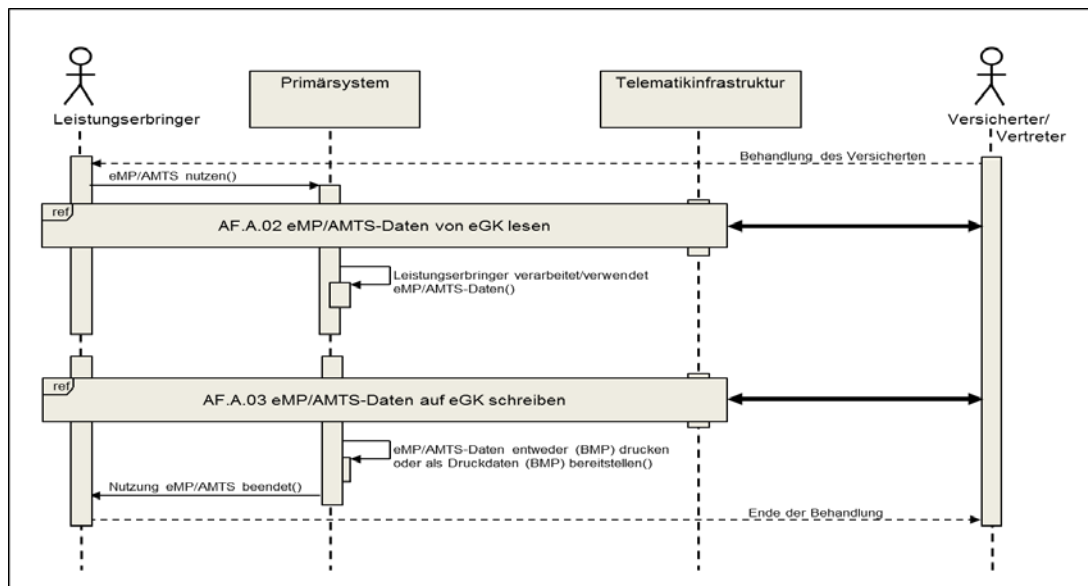 Primärsystem
Telematikinfrastruktur
Leistungserbringer
Versicherter/
Vertreter
Behandlung des Versicherten
eMP/AMTS nutzen()
ref
AF.A.02 eMP/AMTS-Daten von eGK lesen
Leistungserbringer verarbeitet/verwendet
eMP/AMTS-Daten()
ref
AF.A.03 eMP/AMTS-Daten auf eGK schreiben
eMP/AMTS-Daten entweder (BMP) drucken
oder als Druckdaten (BMP) bereitstellen()
Nutzung eMP/AMTS beendet()
Ende der Behandlung